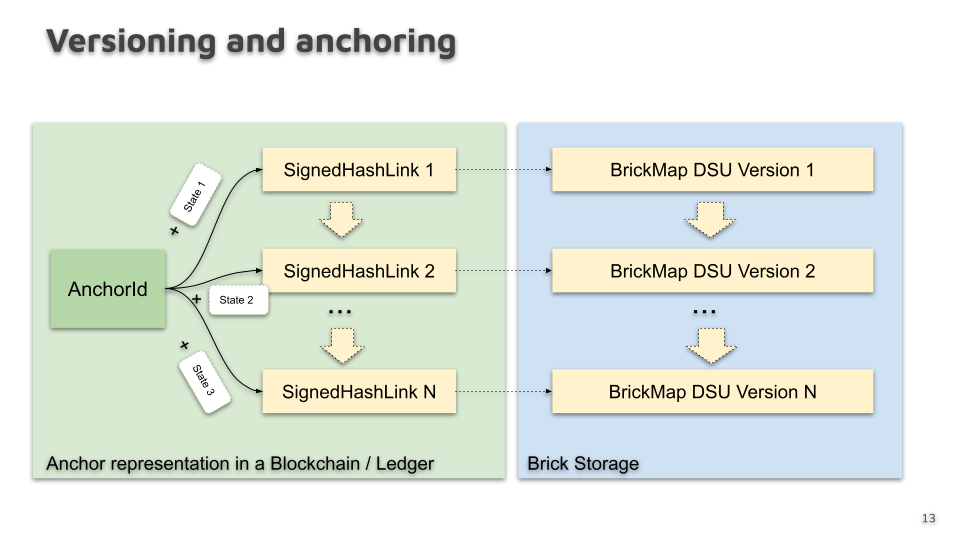 Versioning and anchoring
State 1
+
SignedHashLink 1
BrickMap DSU Version 1
AnchorId
SignedHashLink 2
BrickMap DSU Version 2
+
State 2
...
...
+
State 3
SignedHashLink N
BrickMap DSU Version N
Anchor representation in a Blockchain / Ledger
Brick Storage
13